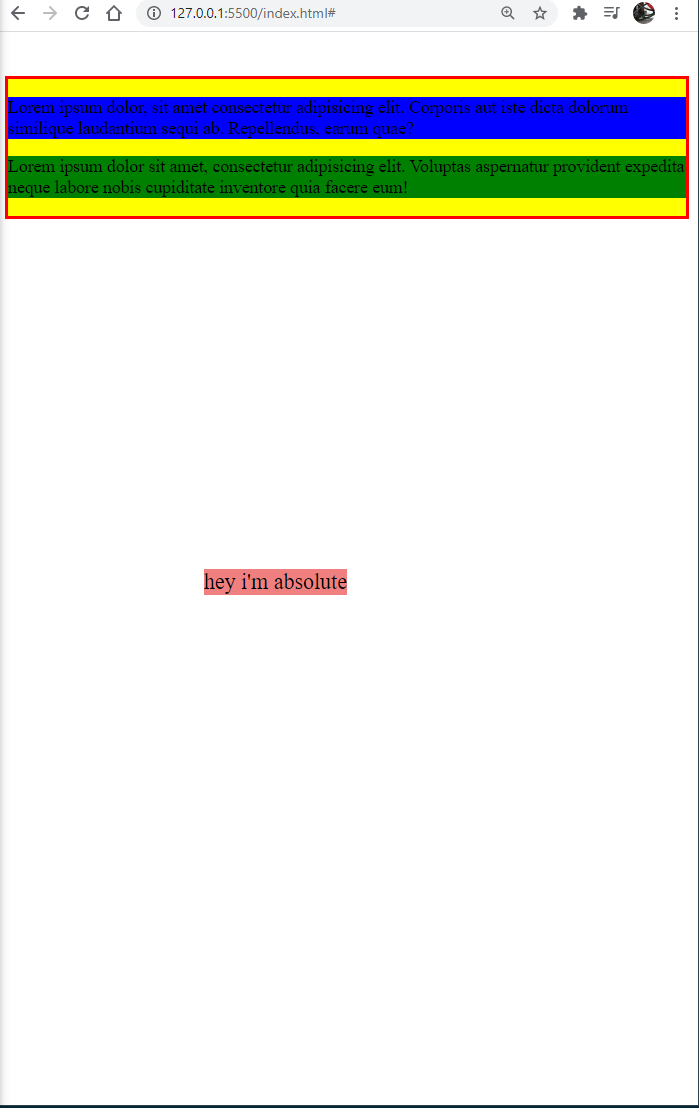 127.0.0.1:5500/index.html#
Lorem ipsum dolor, sit amet consectetur adipisicing elit. Corporis aut iste dicta dolorum
similique laudantium sequi ab. Repellendus, earum quae?
Lorem ipsum dolor sit amet, consectetur adipisicing elit. Voluptas aspernatur provident expedita
neque labore nobis cupiditate inventore quia facere eum!
hey i'm absolute